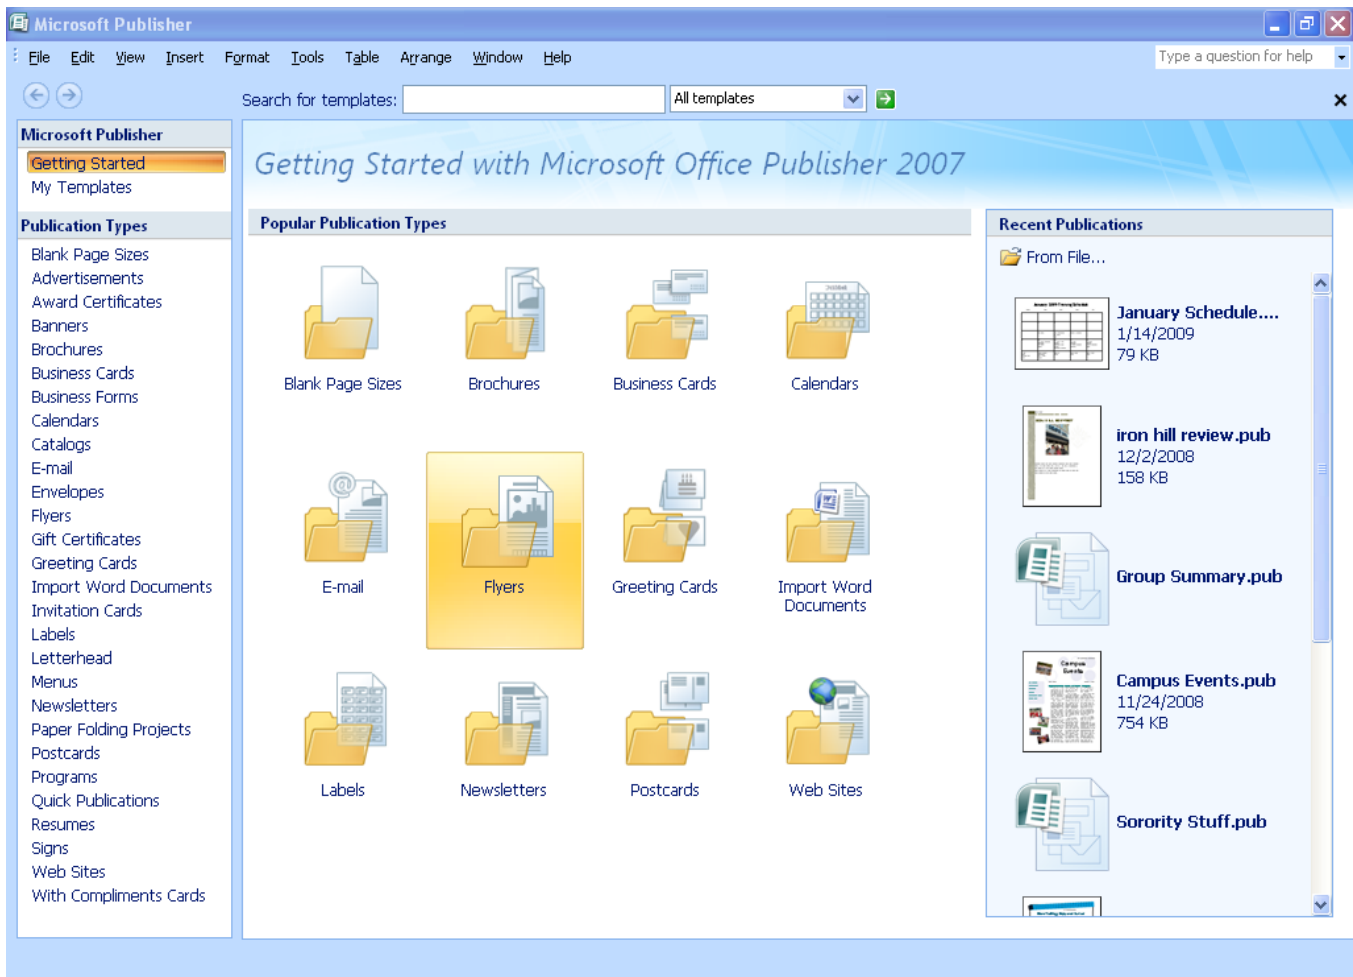 Microsoft Publisher
File Edit View Insert Format Tools Table Arrange Window Help
Type a question for help
Search for templates:
All templates
Microsoft Publisher
Getting Started
My Templates
Publication Types
Blank Page Sizes
Advertisements
Award Certificates
Banners
Brochures
Business Cards
Business Forms
Calendars
Catalogs
E-mail
Envelopes
Flyers
Gift Certificates
Greeting Cards
Import Word Documents
Invitation Cards
Labels
Letterhead
Menus
Newsletters
Paper Folding Projects
Postcards
Programs
Quick Publications
Resumes
Signs
Web Sites
With Compliments Cards
Getting Started with Microsoft Office Publisher 2007
Popular Publication Types
Blank Page Sizes
Brochures
Business Cards
Calendars
E-mail
Flyers
Greeting Cards
Import Word
Documents
Labels
Newsletters
Postcards
Web Sites
Recent Publications
From File...
January Schedule....
1/14/2009
79 KB
iron hill review.pub
12/2/2008
158 KB
Group Summary.pub
Campus
Events
Campus Events.pub
11/24/2008
754 KB
Sorority Stuff.pub